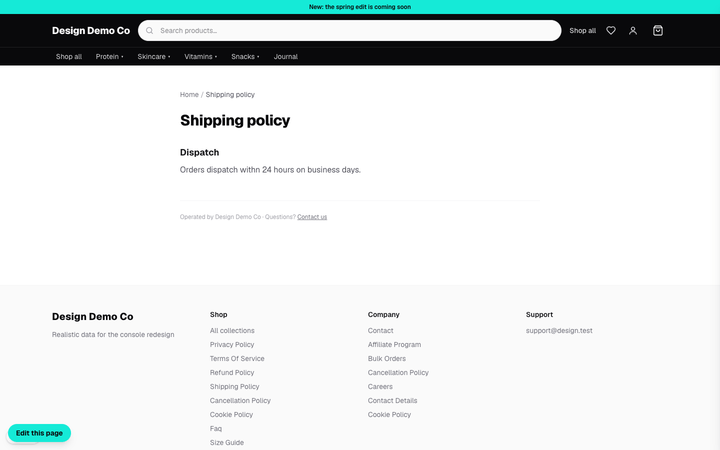 New: the spring edit is coming soon
Design Demo Co
Search products...
Shop all
Shop all
Protein
Skincare
Vitamins
Snacks
Journal
Home / Shipping policy
Shipping policy
Dispatch
Orders dispatch withn 24 hours on business days.
Operated by Design Demo Co · Questions? Contact us
Design Demo Co
Realistic data for the console redesign
Shop
All collections
Privacy Policy
Terms Of Service
Refund Policy
Shipping Policy
Cancellation Policy
Cookie Policy
Faq
Size Guide
Company
Contact
Affiliate Program
Bulk Orders
Cancellation Policy
Careers
Contact Details
Cookie Policy
Support
support@design.test
Edit this page